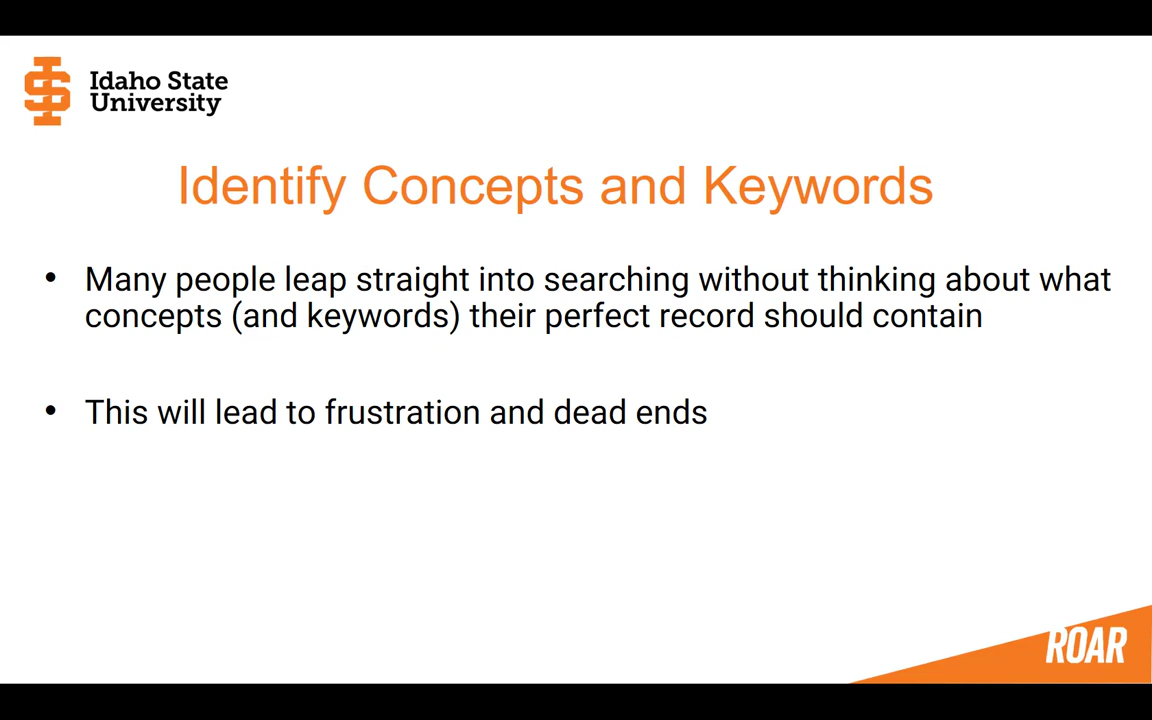 Idaho State
University
Identify Concepts and Keywords
• Many people leap straight into searching without thinking about what
concepts (and keywords) their perfect record should contain
• This will lead to frustration and dead ends
ROAR